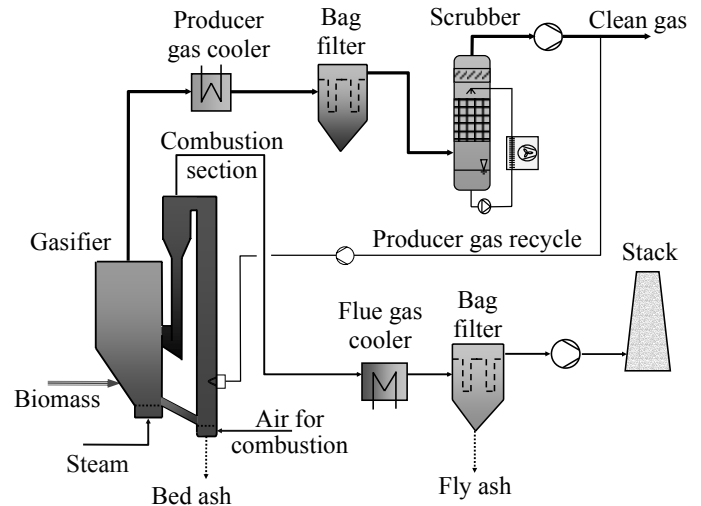 Producer
gas cooler
Bag
filter
Scrubber
Clean gas
Combustion
section
Gasifier
Producer gas recycle
Stack
Flue gas
cooler
Bag
filter
Biomass
Air for
combustion
Steam
Bed ash
Fly ash